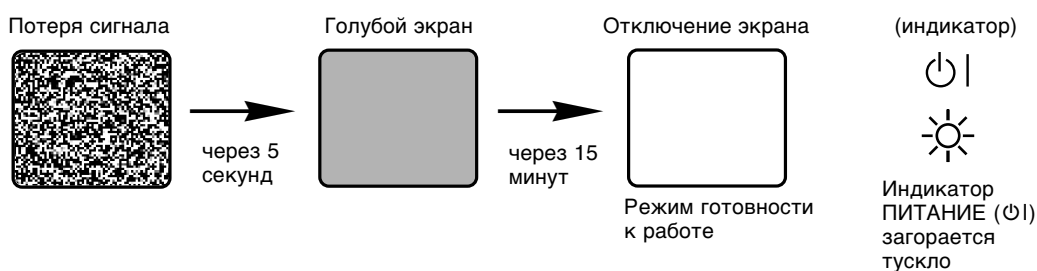 Потеря сигнала
Голубой экран
Отключение экрана
(индикатор)
через 5
секунд
через 15
минут
Режим готовности
к работе
Индикатор
ПИТАНИЕ (⏻|)
загорается
тускло